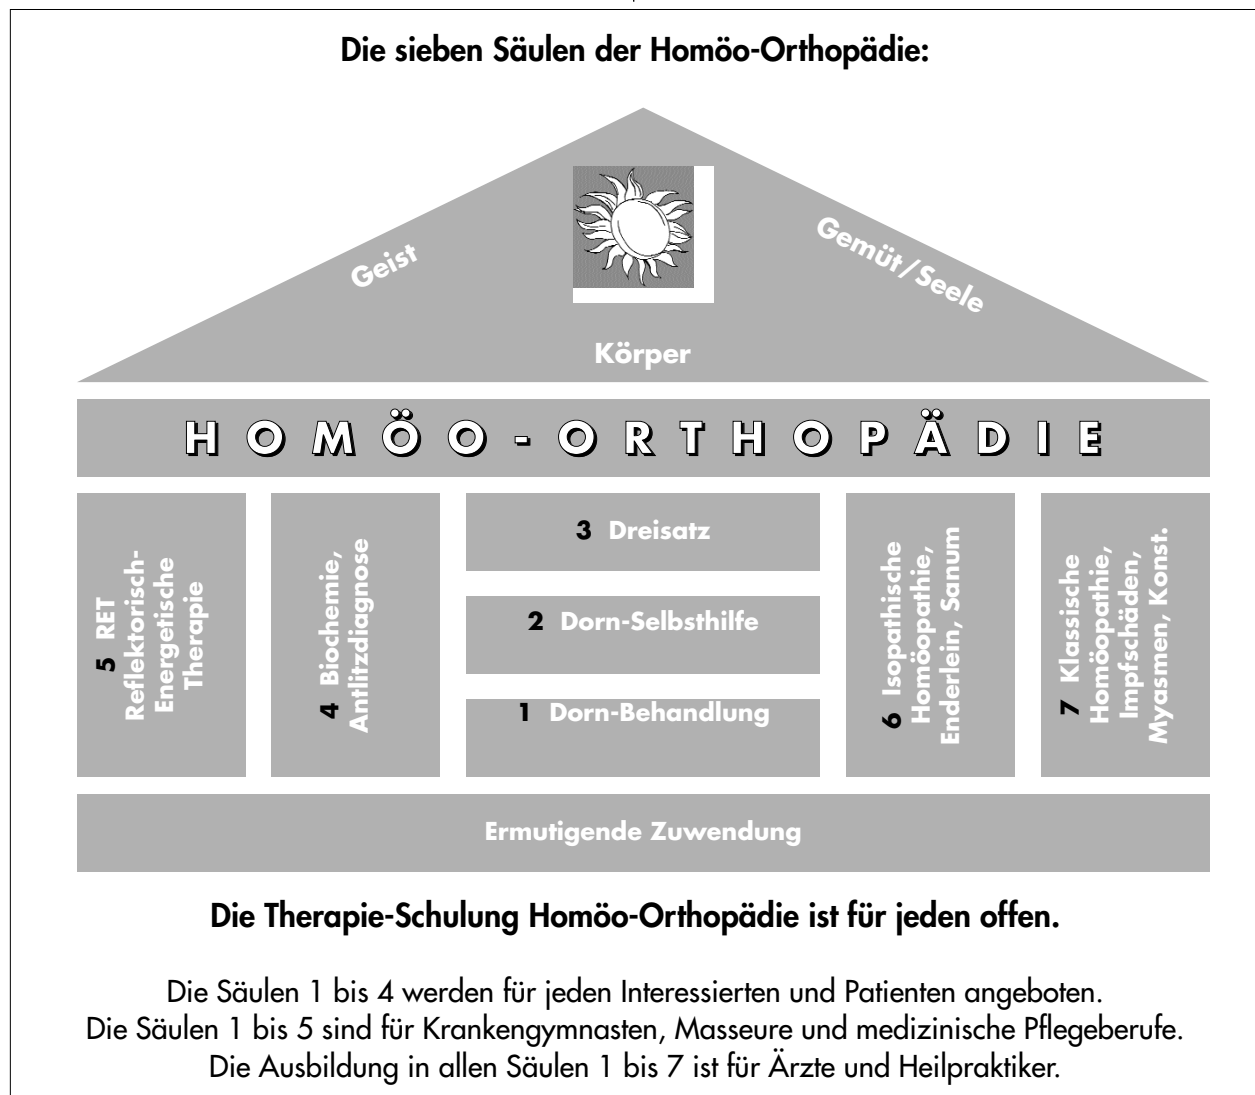 Die sieben Säulen der Homöo-Orthopädie:
Geist
Gemüt/Seele
Körper
HOMÖO-ORTHOPÄDIE
5 RET
Reflektorisch-
Energetische
Therapie
4 Biochemie,
Antlitzdiagnose
3 Dreisatz
2 Dorn-Selbsthilfe
1 Dorn-Behandlung
6 Isopathische
Homöopathie,
Enderlein, Sanum
7 Klassische
Homöopathie,
Impfschäden,
Myasmen, Konst.
Ermutigende Zuwendung
Die Therapie-Schulung Homöo-Orthopädie ist für jeden offen.
Die Säulen 1 bis 4 werden für jeden Interessierten und Patienten angeboten.
Die Säulen 1 bis 5 sind für Krankengymnasten, Masseure und medizinische Pflegeberufe.
Die Ausbildung in allen Säulen 1 bis 7 ist für Ärzte und Heilpraktiker.